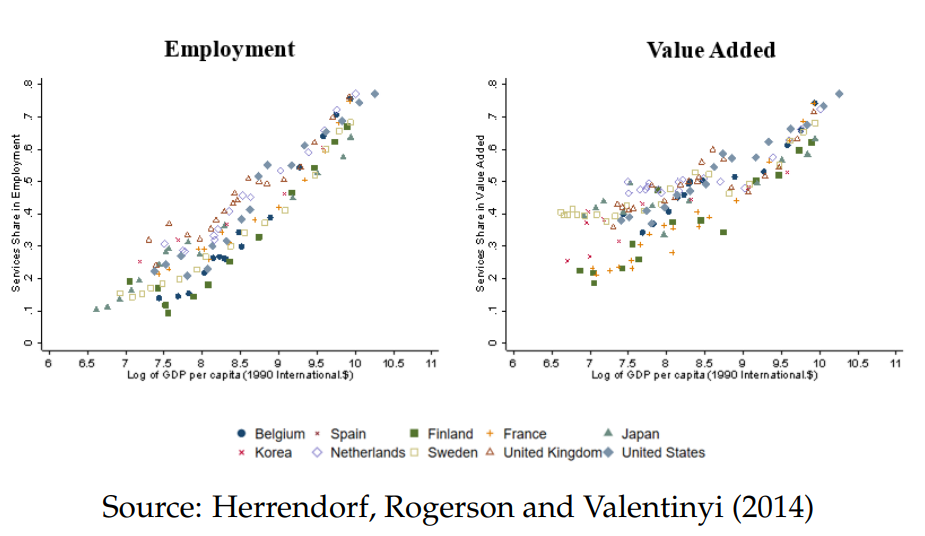 Employment
Value Added
Services Share in Employment
0 .1 .2 .3 .4 .5 .6 .7 .8
6 6.5 7 7.5 8 8.5 9 9.5 10 10.5 11
Log of GDP per capita (1990 International $)
Services Share in Value Added
0 .1 .2 .3 .4 .5 .6 .7 .8
6 6.5 7 7.5 8 8.5 9 9.5 10 10.5 11
Log of GDP per capita (1990 International $)
Belgium Spain Finland France Japan
Korea Netherlands Sweden United Kingdom United States
Source: Herrendorf, Rogerson and Valentinyi (2014)